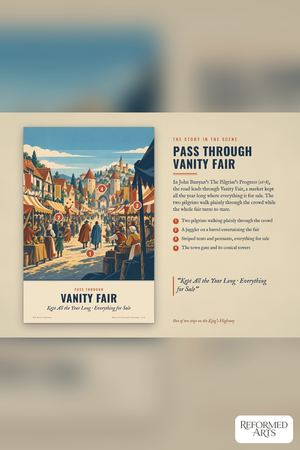 PASS THROUGH
VANITY FAIR
Kept All the Year Long · Everything for Sale
THE STORY IN THE SCENE
PASS THROUGH
VANITY FAIR
In John Bunyan's The Pilgrim's Progress
the road leads through Vanity Fair, a market kept
all the year long where everything is for sale. The
two pilgrims walk plainly through the crowd while
the whole fair turns to stare.
1 Two pilgrims walking plainly through the crowd
2 A juggler on a barrel entertaining the fair
3 Striped tents and pennants, everything for sale
4 The town gate and its conical towers
"Kept All the Year Long · Everything
for Sale"
One of ten stops on the King's Highway
REFORMED
ARTS